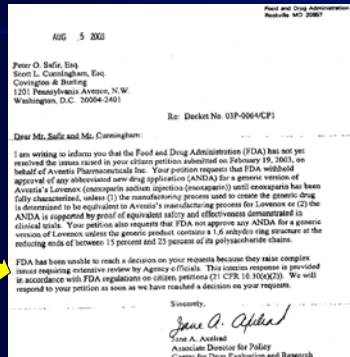 Food and Drug Administration
Rockville MD 20857
AUG 5 2003
Peter O. Safir, Esq.
Scott L. Cunningham, Esq.
Covington & Burling
1201 Pennsylvania Avenue, N.W.
Washington, D.C. 20004-2401
Re: Docket No. 03P-0064/CP1
Dear Mr. Safir and Mr. Cunningham:
I am writing to inform you that the Food and Drug Administration (FDA) has not yet
resolved the issues raised in your citizen petition submitted on February 19, 2003, on
behalf of Aventis Pharmaceuticals Inc. Your petition requests that FDA withhold
approval of any abbreviated new drug application (ANDA) for a generic version of
Aventis's Lovenox (enoxaparin sodium injection (enoxaparin)) until enoxaparin has been
fully characterized, unless (1) the manufacturing process used to create the generic drug
is determined to be equivalent to Aventis's manufacturing process for Lovenox or (2) the
ANDA is supported by proof of equivalent safety and effectiveness demonstrated in
clinical trials. Your petition also requests that FDA not approve any ANDA for a generic
version of Lovenox unless the generic product contains a 1,6 anhydro ring structure at the
reducing ends of between 15 percent and 25 percent of its polysaccharide chains.
FDA has been unable to reach a decision on your requests because they raise complex
issues requiring extensive review by Agency officials. This interim response is provided
in accordance with FDA regulations on citizen petitions (21 CFR 10.30(e)(2)). We will
respond to your petition as soon as we have reached a decision on your requests.
Sincerely,
Jane A. Axelrad
Jane A. Axelrad
Associate Director for Policy
Center for Drug Evaluation and Research